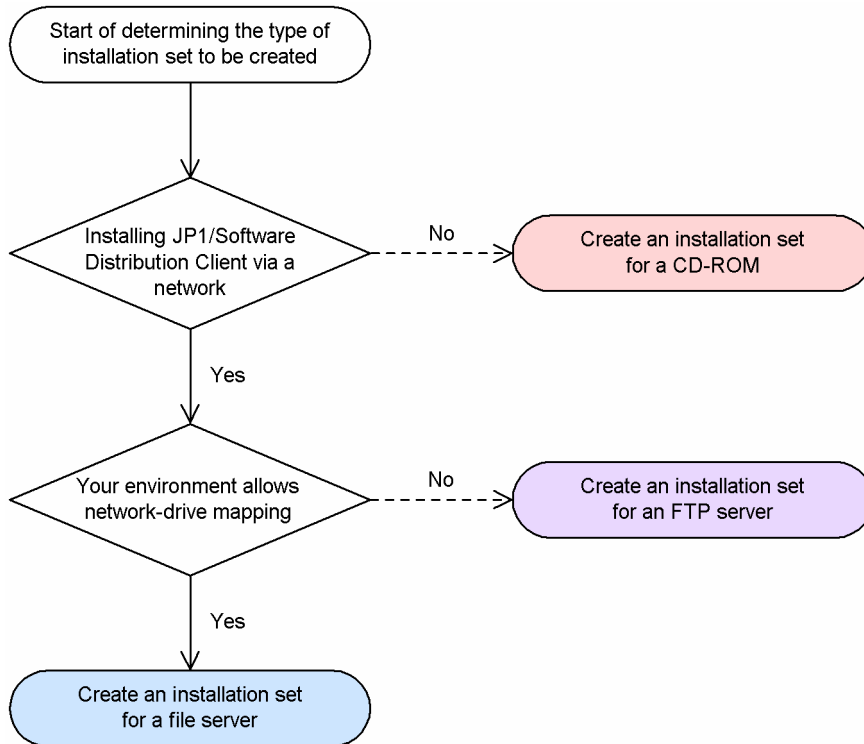 Start of determining the type of
installation set to be created
Installing JP1/Software
Distribution Client via a
network
No
Create an installation set
for a CD-ROM
Yes
Your environment allows
network-drive mapping
No
Create an installation set
for an FTP server
Yes
Create an installation set
for a file server